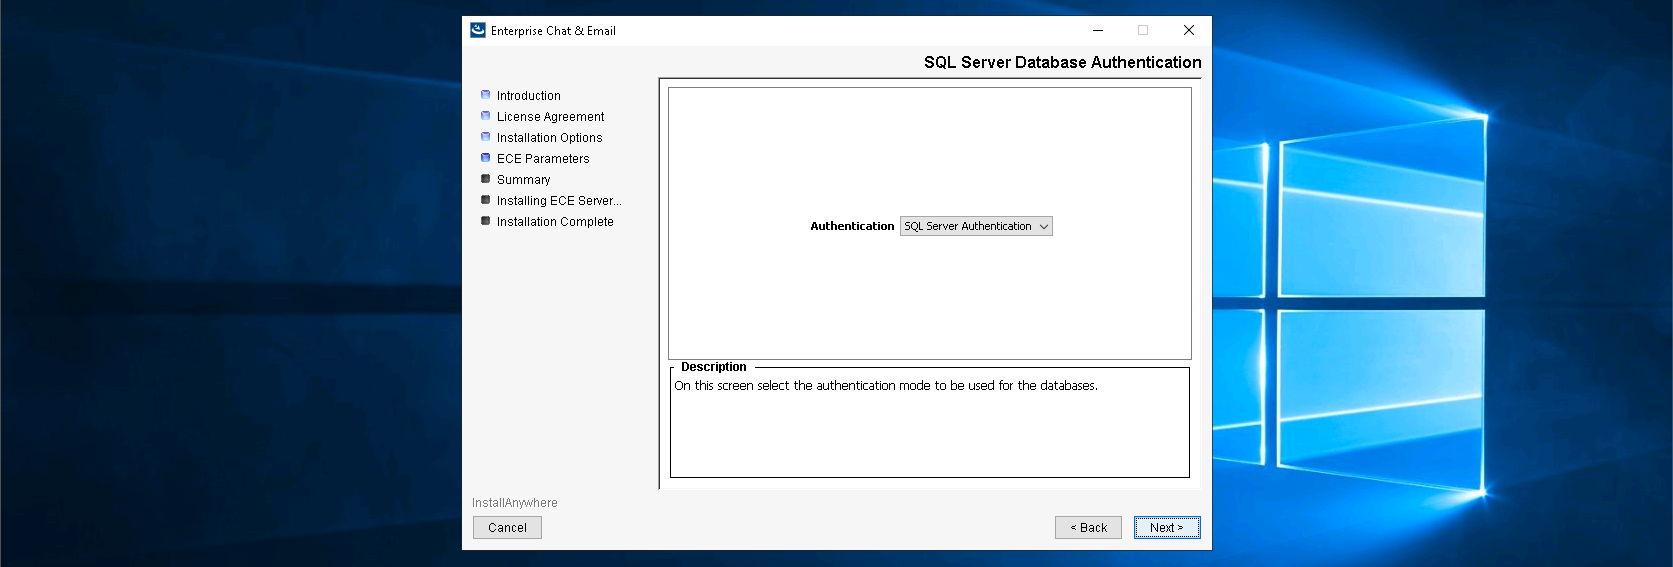 Enterprise Chat & Email
SQL Server Database Authentication
Introduction
License Agreement
Installation Options
ECE Parameters
Summary
Installing ECE Server...
Installation Complete
Authentication SQL Server Authentication
Description
On this screen select the authentication mode to be used for the databases.
InstallAnywhere
Cancel
< Back
Next >